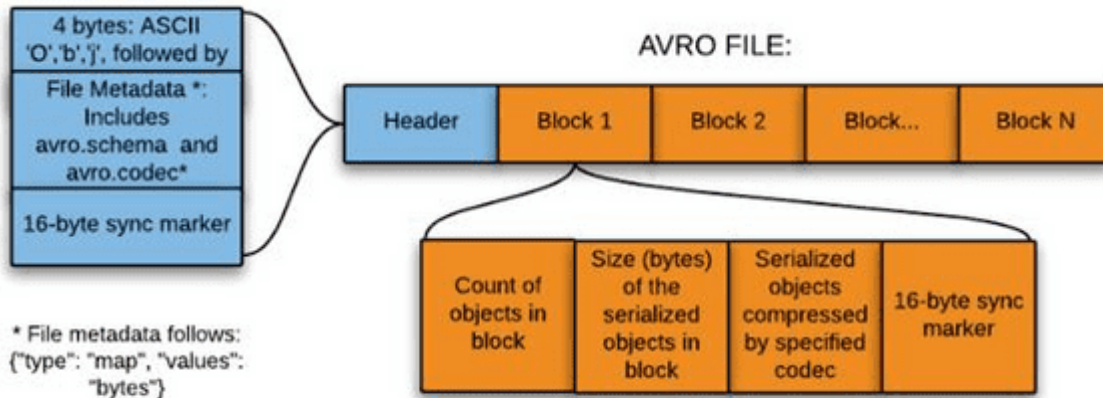 4 bytes: ASCII
'O','b','j', followed by
File Metadata *:
Includes
avro.schema and
avro.codec*
16-byte sync marker
* File metadata follows:
{"type": "map", "values":
"bytes"}
AVRO FILE:
Header
Block 1
Block 2
Block...
Block N
Count of
objects in
block
Size (bytes)
of the
serialized
objects in
block
Serialized
objects
compressed
by specified
codec
16-byte sync
marker